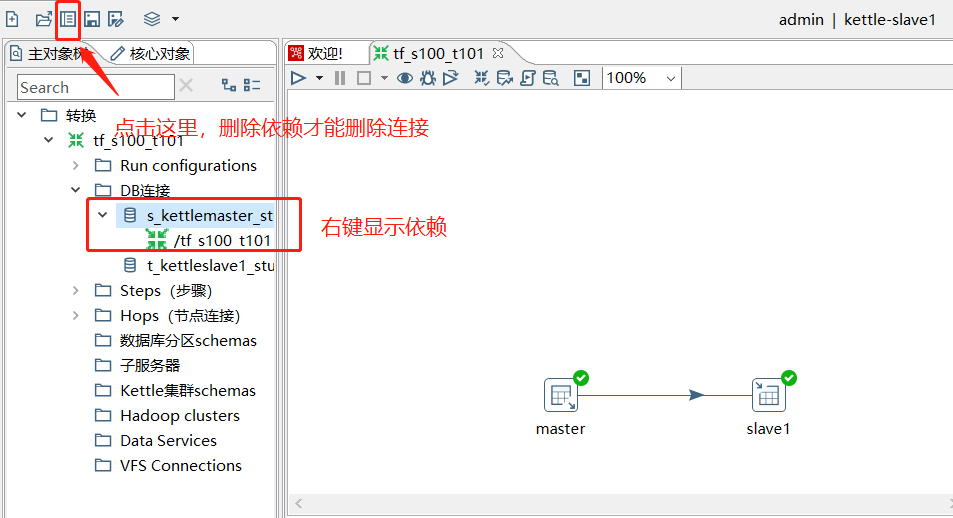 admin | kettle-slave1
主对象树
核心对象
欢迎!
tf_s100_t101
Search
100%
转换
点击这里，删除依赖才能删除连接
tf_s100_t101
Run configurations
DB连接
s_kettlemaster_st
右键显示依赖
/tf_s100_t101
t_kettleslave1_stu
Steps（步骤）
Hops（节点连接）
数据库分区schemas
子服务器
Kettle集群schemas
Hadoop clusters
Data Services
VFS Connections
master
slave1